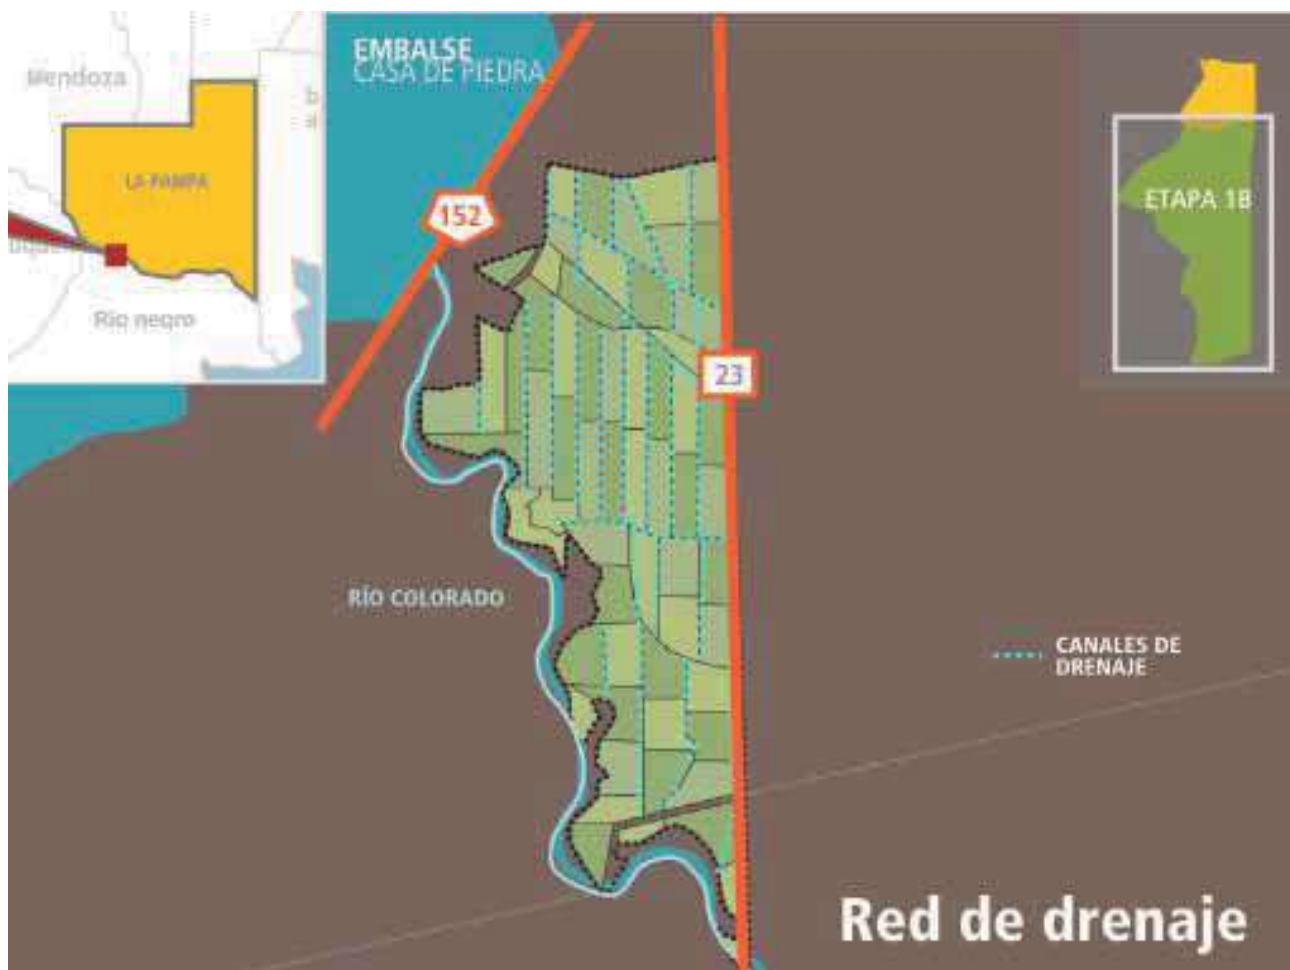 EMBALSE
CASA DE PIEDRA
Mendoza
LA PAMPA
Río negro
152
ETAPA 1B
23
RÍO COLORADO
CANALES DE
DRENAJE
Red de drenaje